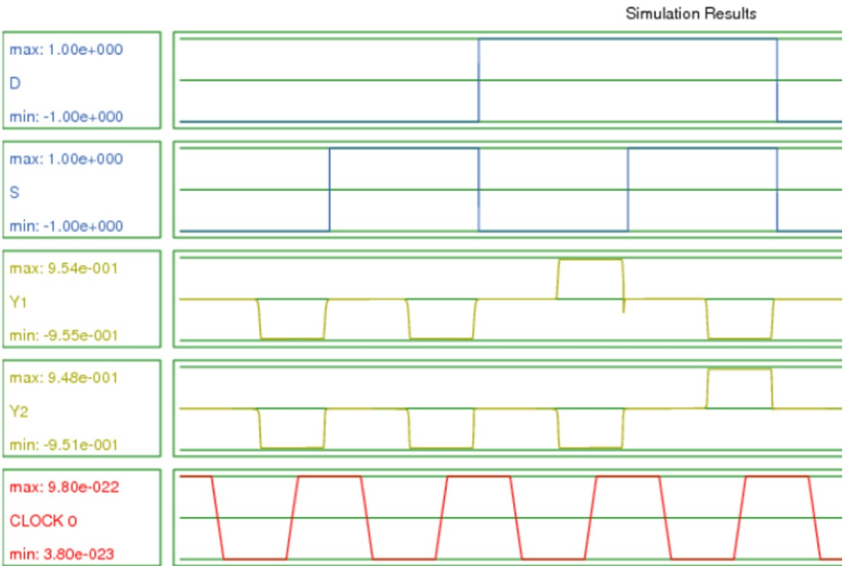 Simulation Results
max: 1.00e+000
D
min: -1.00e+000
max: 1.00e+000
S
min: -1.00e+000
max: 9.54e-001
Y1
min: -9.55e-001
max: 9.48e-001
Y2
min: -9.51e-001
max: 9.80e-022
CLOCK 0
min: 3.80e-023